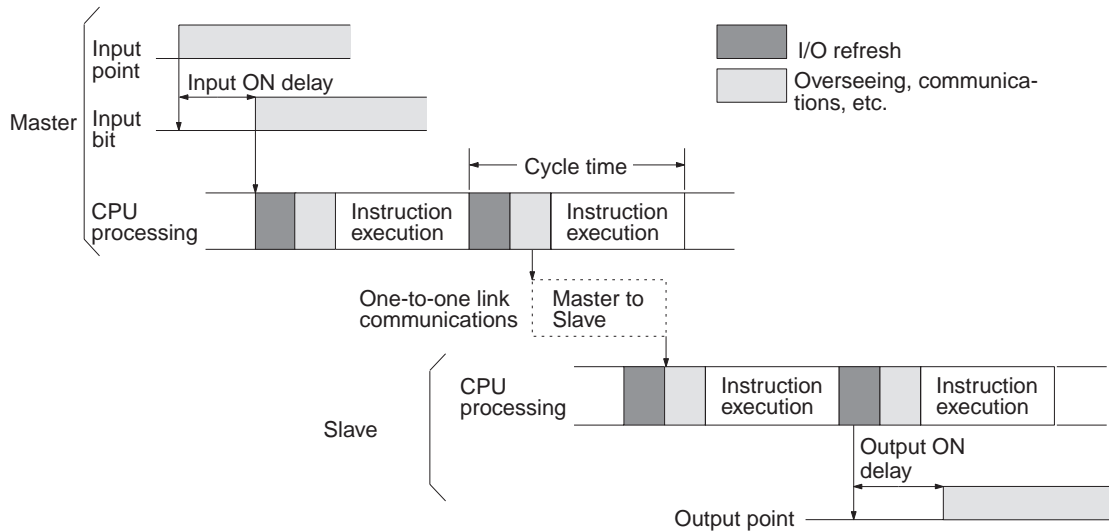 Input
point
I/O refresh
Overseeing, communica-
tions, etc.
Input ON delay
Master
Input
bit
Cycle time
CPU
processing
Instruction
execution
Instruction
execution
One-to-one link
communications
Master to
Slave
CPU
processing
Instruction
execution
Instruction
execution
Slave
Output ON
delay
Output point